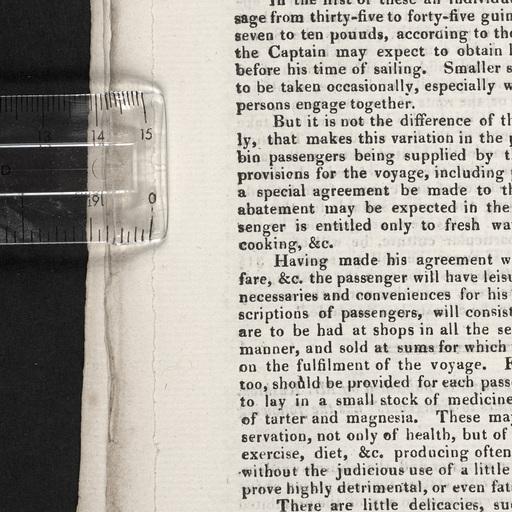 In the first of these an individu
sage from thirty-five to forty-five guin
seven to ten pounds, according to the
the Captain may expect to obtain
before his time of sailing. Smaller s
to be taken occasionally, especially w
persons engage together.
But it is not the difference of th
ly, that makes this variation in the p
bin passengers being supplied by t
provisions for the voyage, including
a special agreement be made to th
abatement may be expected in the
senger is entitled only to fresh wa
cooking, &c.
Having made his agreement w
fare, &c. the passenger will have leisu
necessaries and conveniences for his
scriptions of passengers, will consist
are to be had at shops in all the se
manner, and sold at sums for which
on the fulfilment of the voyage. F
too, should be provided for each pass
to lay in a small stock of medicine
of tarter and magnesia. These may
servation, not only of health, but of
exercise, diet, &c. producing often
without the judicious use of a little
prove highly detrimental, or even fat
There are little delicacies, suc
13 14 15
16 0